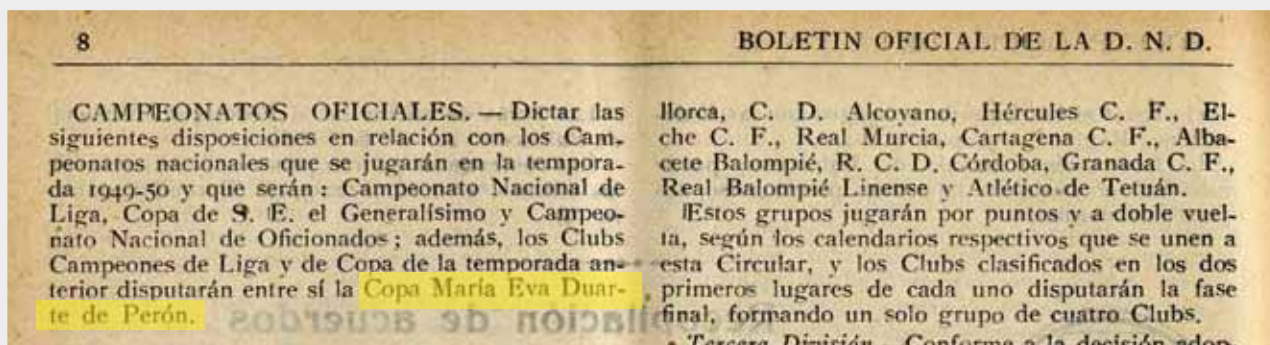 8
BOLETIN OFICIAL DE LA D. N. D.
CAMPEONATOS OFICIALES. — Dictar las
siguientes disposiciones en relación con los Cam-
peonatos nacionales que se jugarán en la tempora-
da 1949-50 y que serán : Campeonato Nacional de
Liga, Copa de S. E. el Generalísimo y Campeo-
nato Nacional de Oficionados ; además, los Clubs
Campeones de Liga y de Copa de la temporada an-
terior disputarán entre sí la Copa María Eva Duar-
te de Perón.
llorca, C. D. Alcoyano, Hércules C. F., El-
che C. F., Real Murcia, Cartagena C. F., Alba-
cete Balompié, R. C. D. Córdoba, Granada C. F.,
Real Balompié Linense y Atlético de Tetuán.
Estos grupos jugarán por puntos y a doble vuel-
ta, según los calendarios respectivos que se unen a
esta Circular, y los Clubs clasificados en los dos
primeros lugares de cada uno disputarán la fase
final, formando un solo grupo de cuatro Clubs.
Tercera División. Conforme a la decisión adop-